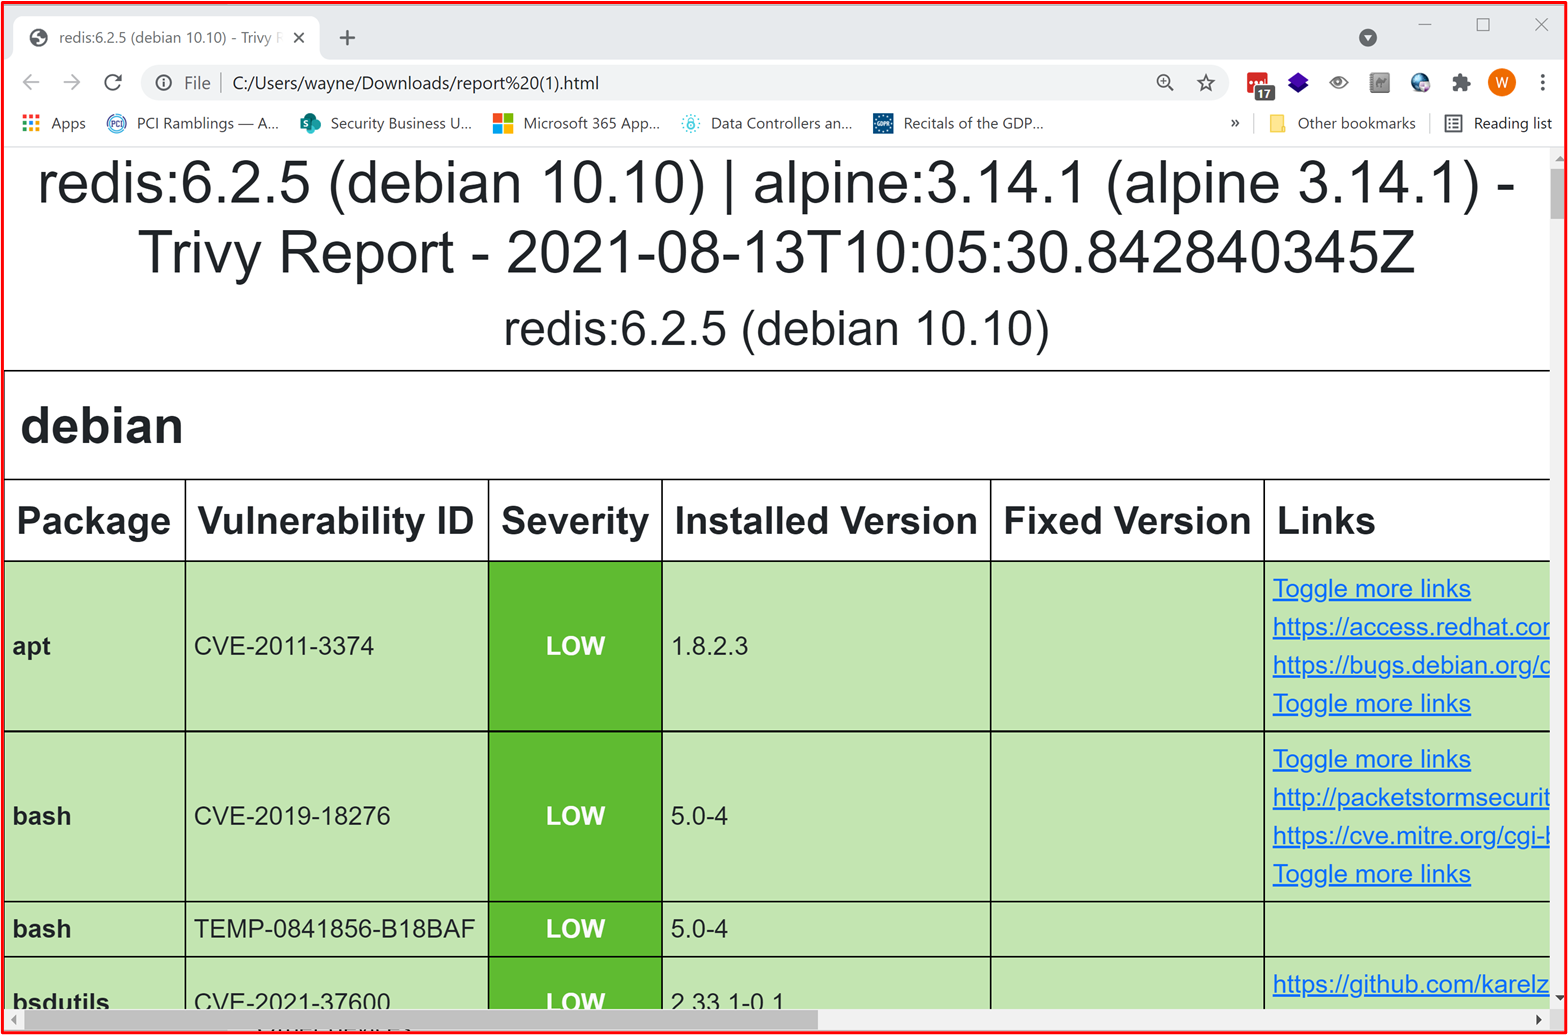 redis:6.2.5 (debian 10.10) - Trivy
File C:/Users/wayne/Downloads/report%20(1).html
17
W
Apps PCI Ramblings — A... Security Business U... Microsoft 365 App... Data Controllers an... Recitals of the GDP... » Other bookmarks Reading list
redis:6.2.5 (debian 10.10) | alpine:3.14.1 (alpine 3.14.1) -
Trivy Report - 2021-08-13T10:05:30.842840345Z
redis:6.2.5 (debian 10.10)
debian
Package Vulnerability ID Severity Installed Version Fixed Version Links
Toggle more links
https://access.redhat.com
https://bugs.debian.org/c
Toggle more links
apt CVE-2011-3374 LOW 1.8.2.3
Toggle more links
http://packetstormsecurit
https://cve.mitre.org/cgi-b
Toggle more links
bash CVE-2019-18276 LOW 5.0-4
bash TEMP-0841856-B18BAF LOW 5.0-4
https://github.com/karelz
bsdutils CVE-2021-37600 LOW 2.33.1-0.1